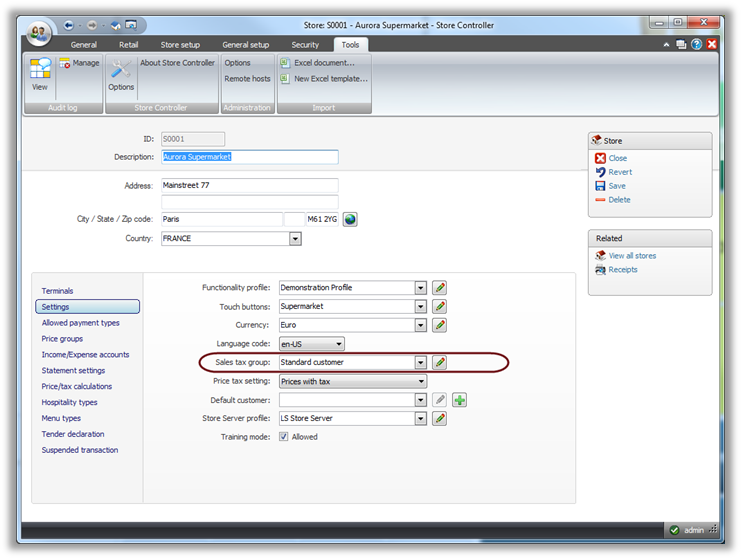 Store: S0001 - Aurora Supermarket - Store Controller
General Retail Store setup General setup Security Tools
View Manage Options About Store Controller Options Remote hosts Excel document... New Excel template...
Audit log Store Controller Administration Import
ID: S0001
Description: Aurora Supermarket
Address: Mainstreet 77
City / State / Zip code: Paris M61 2YG
Country: FRANCE
Store
Close
Revert
Save
Delete
Related
View all stores
Receipts
Terminals
Settings
Allowed payment types
Price groups
Income/Expense accounts
Statement settings
Price/tax calculations
Hospitality types
Menu types
Tender declaration
Suspended transaction
Functionality profile: Demonstration Profile
Touch buttons: Supermarket
Currency: Euro
Language code: en-US
Sales tax group: Standard customer
Price tax setting: Prices with tax
Default customer:
Store Server profile: LS Store Server
Training mode: Allowed
admin